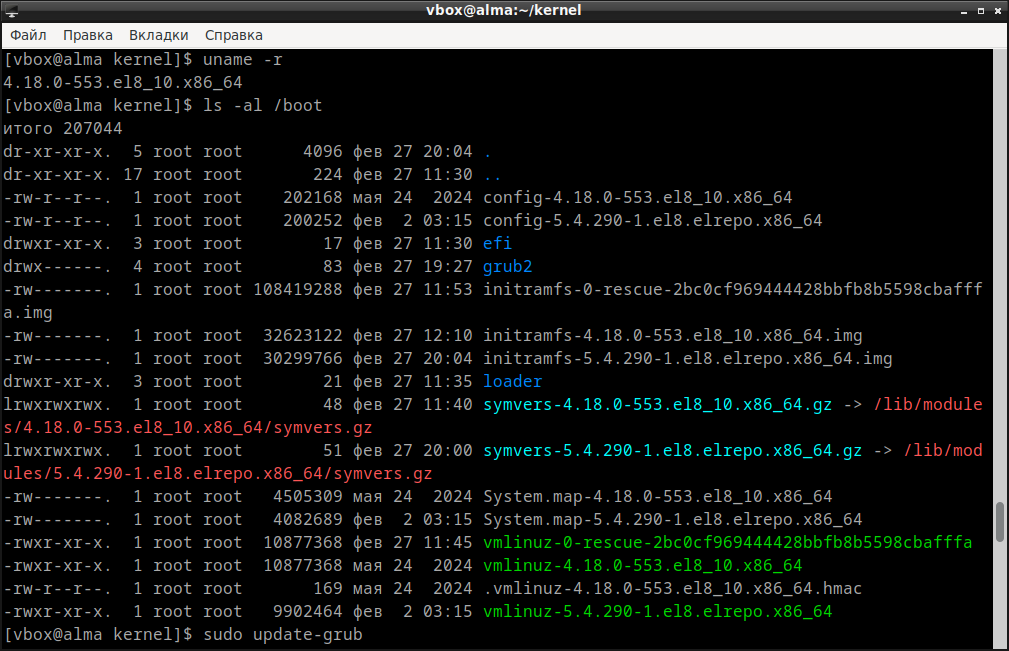 vbox@alma:~/kernel
Файл Правка Вкладки Справка
[vbox@alma kernel]$ uname -r
4.18.0-553.el8_10.x86_64
[vbox@alma kernel]$ ls -al /boot
итого 207044
dr-xr-xr-x.  5 root root      4096 фев 27 20:04 .
dr-xr-xr-x. 17 root root       224 фев 27 11:30 ..
-rw-r--r--.  1 root root    202168 мая 24  2024 config-4.18.0-553.el8_10.x86_64
-rw-r--r--.  1 root root    200252 фев  2 03:15 config-5.4.290-1.el8.elrepo.x86_64
drwxr-xr-x.  3 root root        17 фев 27 11:30 efi
drwx------.  4 root root        83 фев 27 19:27 grub2
-rw-------.  1 root root 108419288 фев 27 11:53 initramfs-0-rescue-2bc0cf969444428bbfb8b5598cbafff
a.img
-rw-------.  1 root root  32623122 фев 27 12:10 initramfs-4.18.0-553.el8_10.x86_64.img
-rw-------.  1 root root  30299766 фев 27 20:04 initramfs-5.4.290-1.el8.elrepo.x86_64.img
drwxr-xr-x.  3 root root        21 фев 27 11:35 loader
lrwxrwxrwx.  1 root root        48 фев 27 11:40 symvers-4.18.0-553.el8_10.x86_64.gz -> /lib/module
s/4.18.0-553.el8_10.x86_64/symvers.gz
lrwxrwxrwx.  1 root root        51 фев 27 20:00 symvers-5.4.290-1.el8.elrepo.x86_64.gz -> /lib/mod
ules/5.4.290-1.el8.elrepo.x86_64/symvers.gz
-rw-------.  1 root root   4505309 мая 24  2024 System.map-4.18.0-553.el8_10.x86_64
-rw-------.  1 root root   4082689 фев  2 03:15 System.map-5.4.290-1.el8.elrepo.x86_64
-rwxr-xr-x.  1 root root  10877368 фев 27 11:45 vmlinuz-0-rescue-2bc0cf969444428bbfb8b5598cbafffa
-rwxr-xr-x.  1 root root  10877368 мая 24  2024 vmlinuz-4.18.0-553.el8_10.x86_64
-rw-r--r--.  1 root root       169 мая 24  2024 .vmlinuz-4.18.0-553.el8_10.x86_64.hmac
-rwxr-xr-x.  1 root root   9902464 фев  2 03:15 vmlinuz-5.4.290-1.el8.elrepo.x86_64
[vbox@alma kernel]$ sudo update-grub